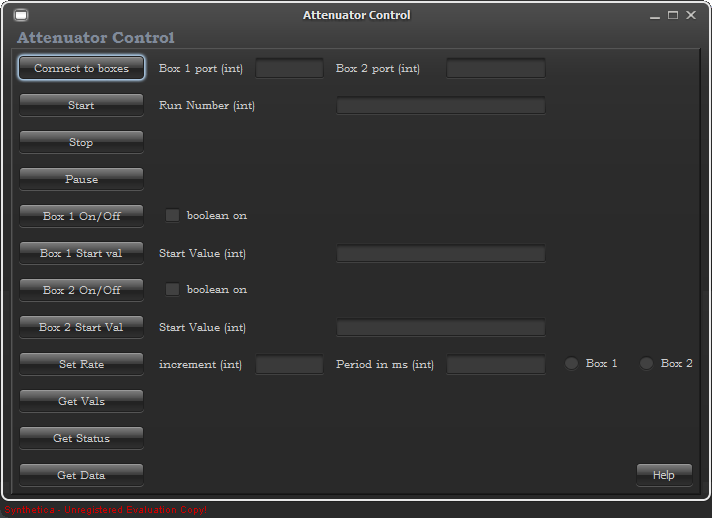 Attenuator Control
Attenuator Control
Connect to boxes Box 1 port (int) Box 2 port (int)
Start Run Number (int)
Stop
Pause
Box 1 On/Off boolean on
Box 1 Start val Start Value (int)
Box 2 On/Off boolean on
Box 2 Start Val Start Value (int)
Set Rate increment (int) Period in ms (int) Box 1 Box 2
Get Vals
Get Status
Get Data Help
Synthetica - Unregistered Evaluation Copy!